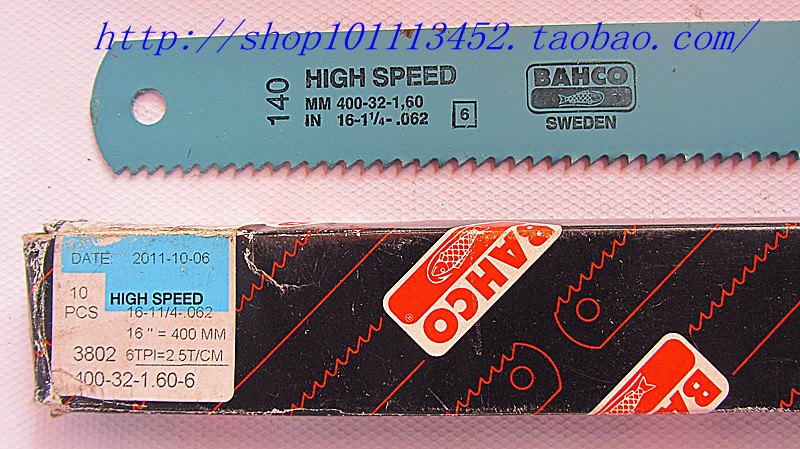 http://shop101113452.taobao.com/
140
HIGH SPEED
MM 400-32-1,60
IN 16-1¼-.062
6
BAHCO
SWEDEN
DATE: 2011-10-06
10
PCS
HIGH SPEED
16-11/4-.062
16" = 400 MM
3802 6TPI=2.5T/CM
400-32-1.60-6
BAHCO
BAHCO